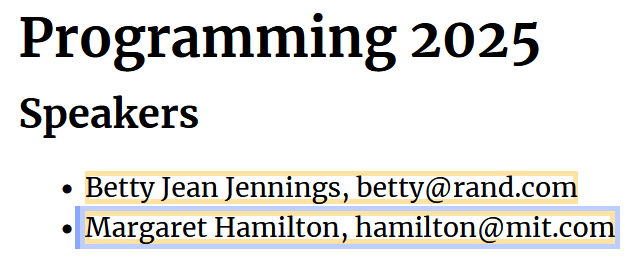 Programming 2025
Speakers
• Betty Jean Jennings, betty@rand.com
• Margaret Hamilton, hamilton@mit.com